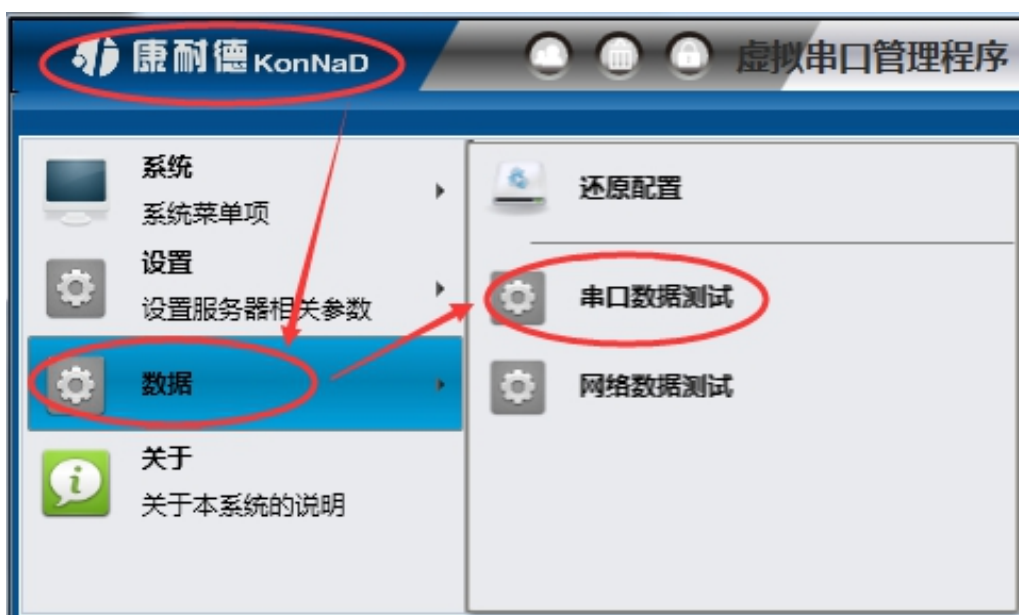 康耐德 KonNaD
虚拟串口管理程序
系统
系统菜单项
设置
设置服务器相关参数
数据
关于
关于本系统的说明
还原配置
串口数据测试
网络数据测试